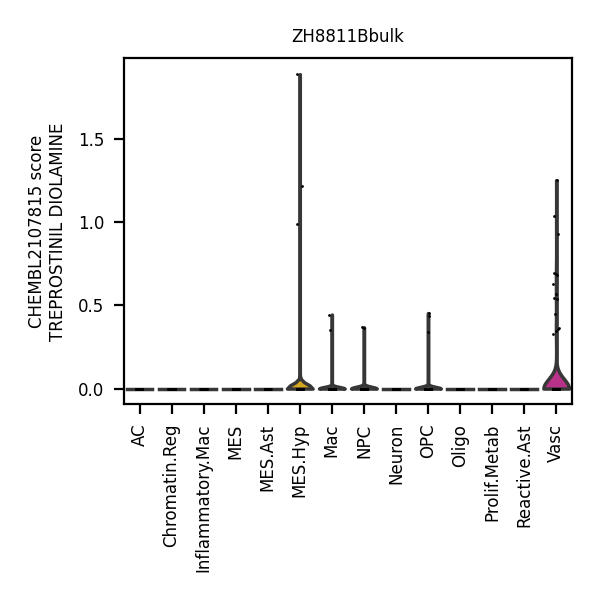 ZH8811Bbulk
CHEMBL2107815 score
TREPROSTINIL DIOLAMINE
1.5
1.0
0.5
0.0
AC
Chromatin.Reg
Inflammatory.Mac
MES
MES.Ast
MES.Hyp
Mac
NPC
Neuron
OPC
Oligo
Prolif.Metab
Reactive.Ast
Vasc